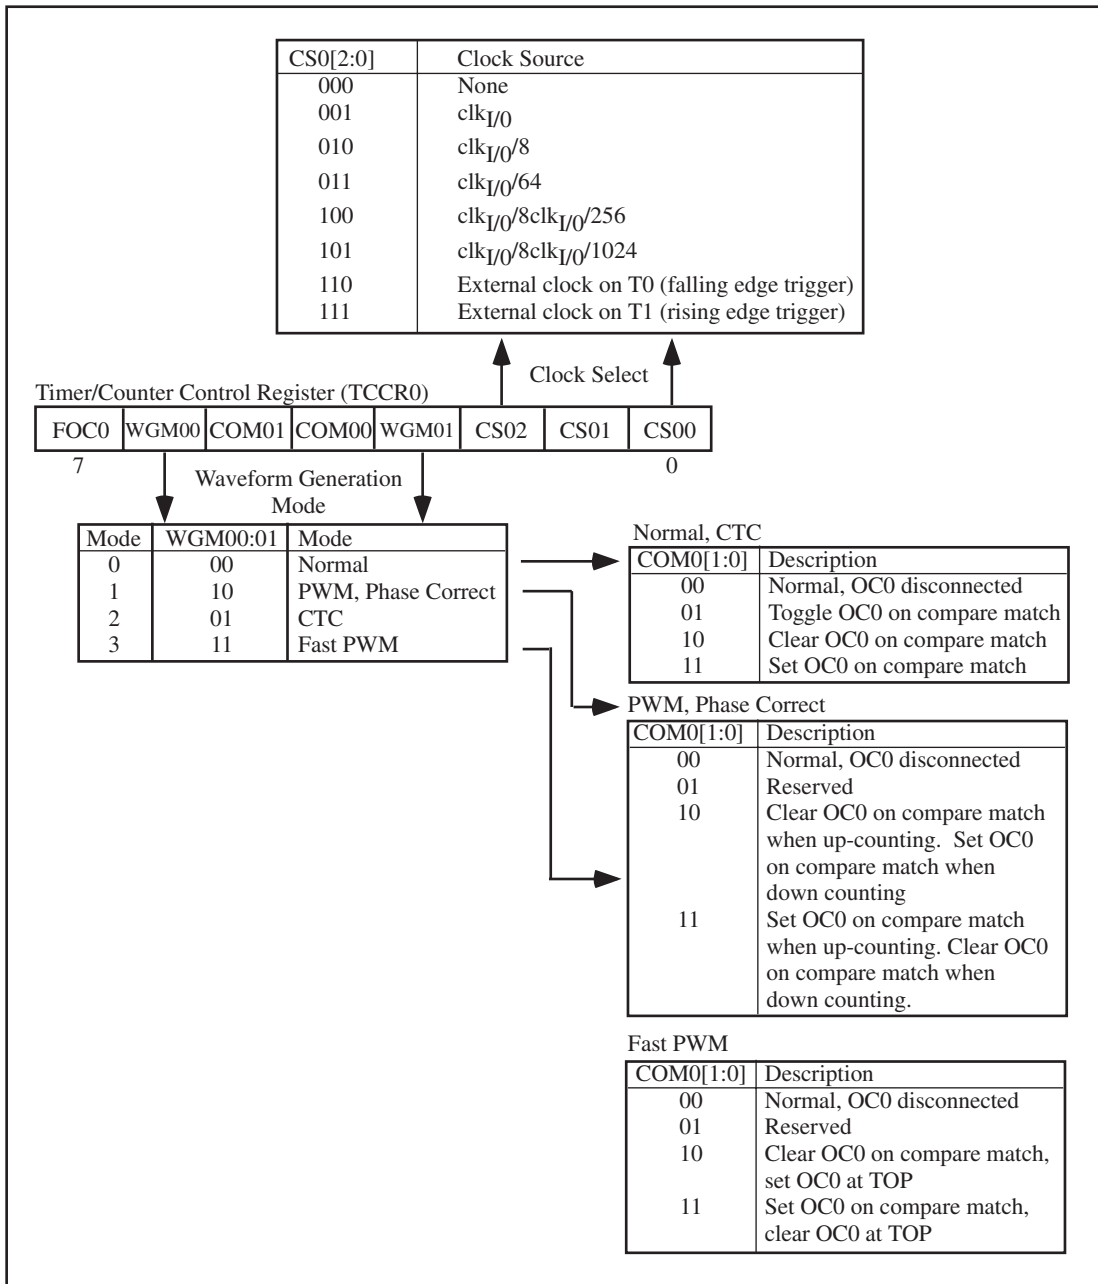 CS0[2:0] Clock Source
000 None
001 clkI/0
010 clkI/0/8
011 clkI/0/64
100 clkI/0/8clkI/0/256
101 clkI/0/8clkI/0/1024
110 External clock on T0 (falling edge trigger)
111 External clock on T1 (rising edge trigger)
Clock Select
Timer/Counter Control Register (TCCR0)
FOC0 WGM00 COM01 COM00 WGM01 CS02 CS01 CS00
7 0
Waveform Generation
Mode
Mode WGM00:01 Mode
0 00 Normal
1 10 PWM, Phase Correct
2 01 CTC
3 11 Fast PWM
Normal, CTC
COM0[1:0] Description
00 Normal, OC0 disconnected
01 Toggle OC0 on compare match
10 Clear OC0 on compare match
11 Set OC0 on compare match
PWM, Phase Correct
COM0[1:0] Description
00 Normal, OC0 disconnected
01 Reserved
10 Clear OC0 on compare match
when up-counting. Set OC0
on compare match when
down counting
11 Set OC0 on compare match
when up-counting. Clear OC0
on compare match when
down counting.
Fast PWM
COM0[1:0] Description
00 Normal, OC0 disconnected
01 Reserved
10 Clear OC0 on compare match,
set OC0 at TOP
11 Set OC0 on compare match,
clear OC0 at TOP